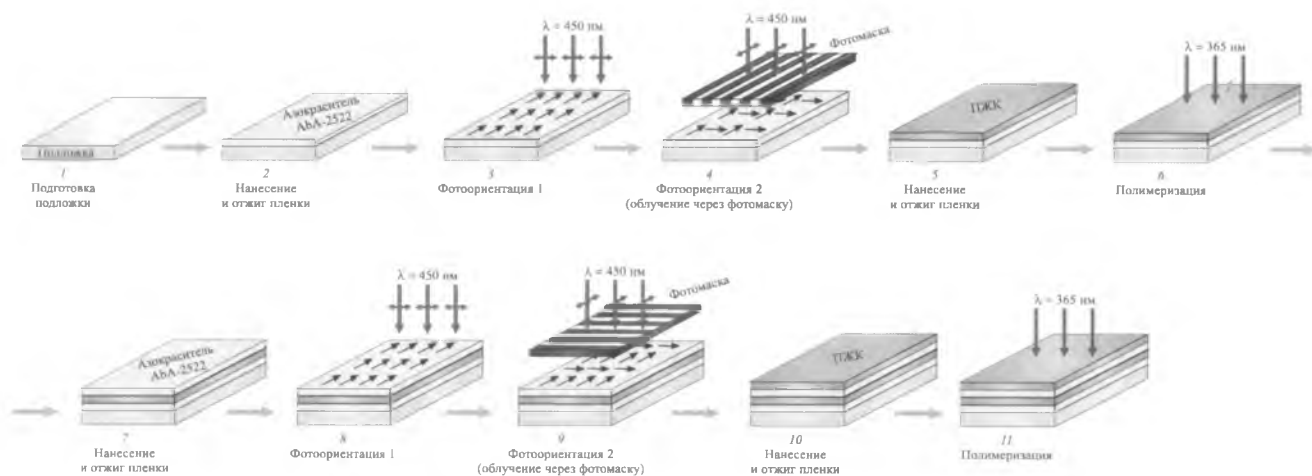 λ = 450 нм
λ = 450 нм
Фотомаска
λ = 365 нм
Подложка
Азокраситель
AbA-2522
ПЖК
1
Подготовка
подложки
2
Нанесение
и отжиг пленки
3
Фотоориентация 1
4
Фотоориентация 2
(облучение через фотомаску)
5
Нанесение
и отжиг пленки
6
Полимеризация
λ = 450 нм
λ = 450 нм
Фотомаска
λ = 365 нм
Азокраситель
AbA-2522
ПЖК
7
Нанесение
и отжиг пленки
8
Фотоориентация 1
9
Фотоориентация 2
(облучение через фотомаску)
10
Нанесение
и отжиг пленки
11
Полимеризация